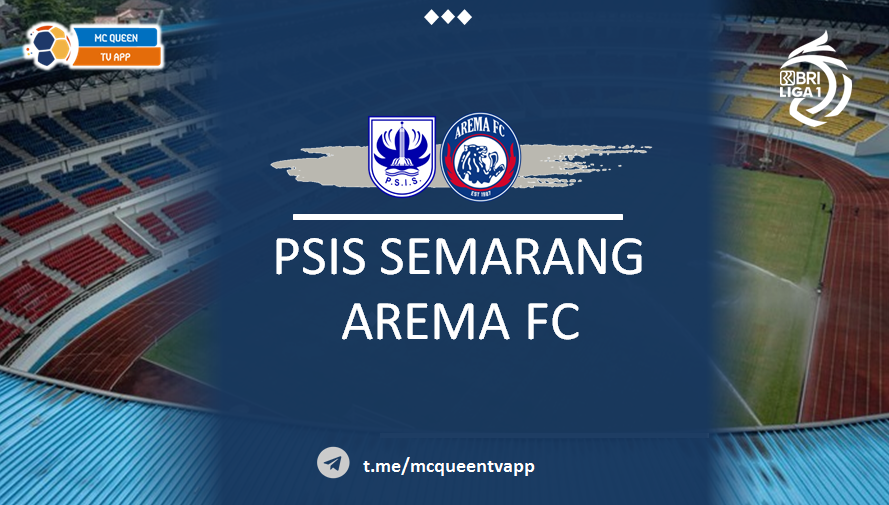 MC QUEEN
TV APP
BRI
LIGA 1
AREMA FC
P.S.I.S.
EST 1987
PSIS SEMARANG
AREMA FC
t.me/mcqueentvapp